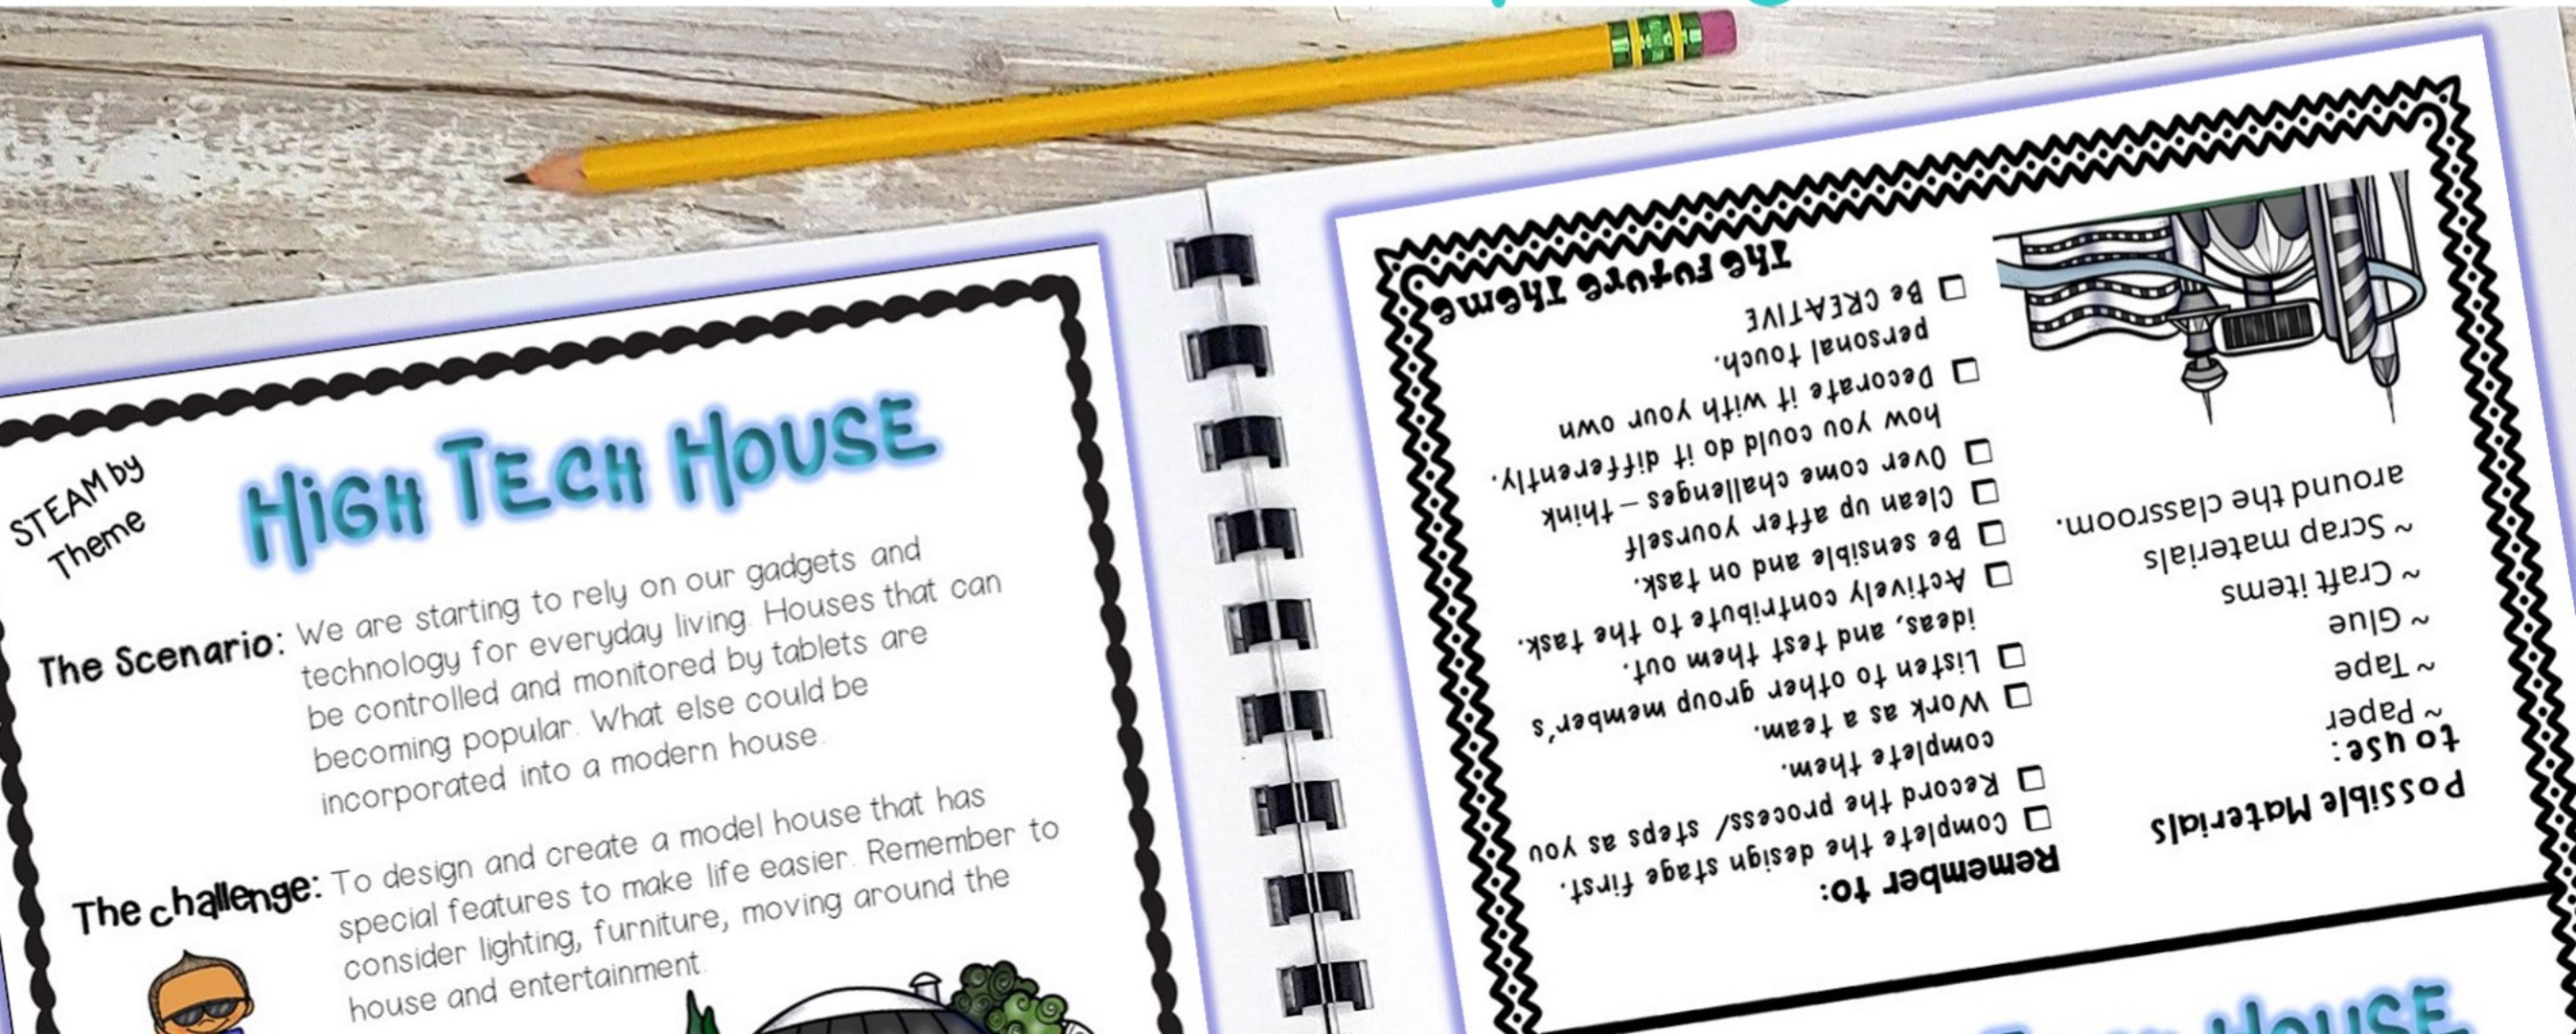 STEAM by
Theme
HIGH TECH HOUSE
The Scenario: We are starting to rely on our gadgets and
technology for everyday living. Houses that can
be controlled and monitored by tablets are
becoming popular. What else could be
incorporated into a modern house.
The challenge: To design and create a model house that has
special features to make life easier. Remember to
consider lighting, furniture, moving around the
house and entertainment.
Possible Materials
to use:
~ Paper
~ Tape
~ Glue
~ Craft items
~ Scrap materials
around the classroom.
Remember to:
Complete the design stage first.
Record the process/ steps as you
complete them.
Work as a team.
Listen to other group member's
ideas, and test them out.
Actively contribute to the task.
Be sensible and on task.
Clean up after yourself
Over come challenges – think
how you could do it differently.
Decorate it with your own
personal touch.
Be CREATIVE
The Future Theme
HOUSE